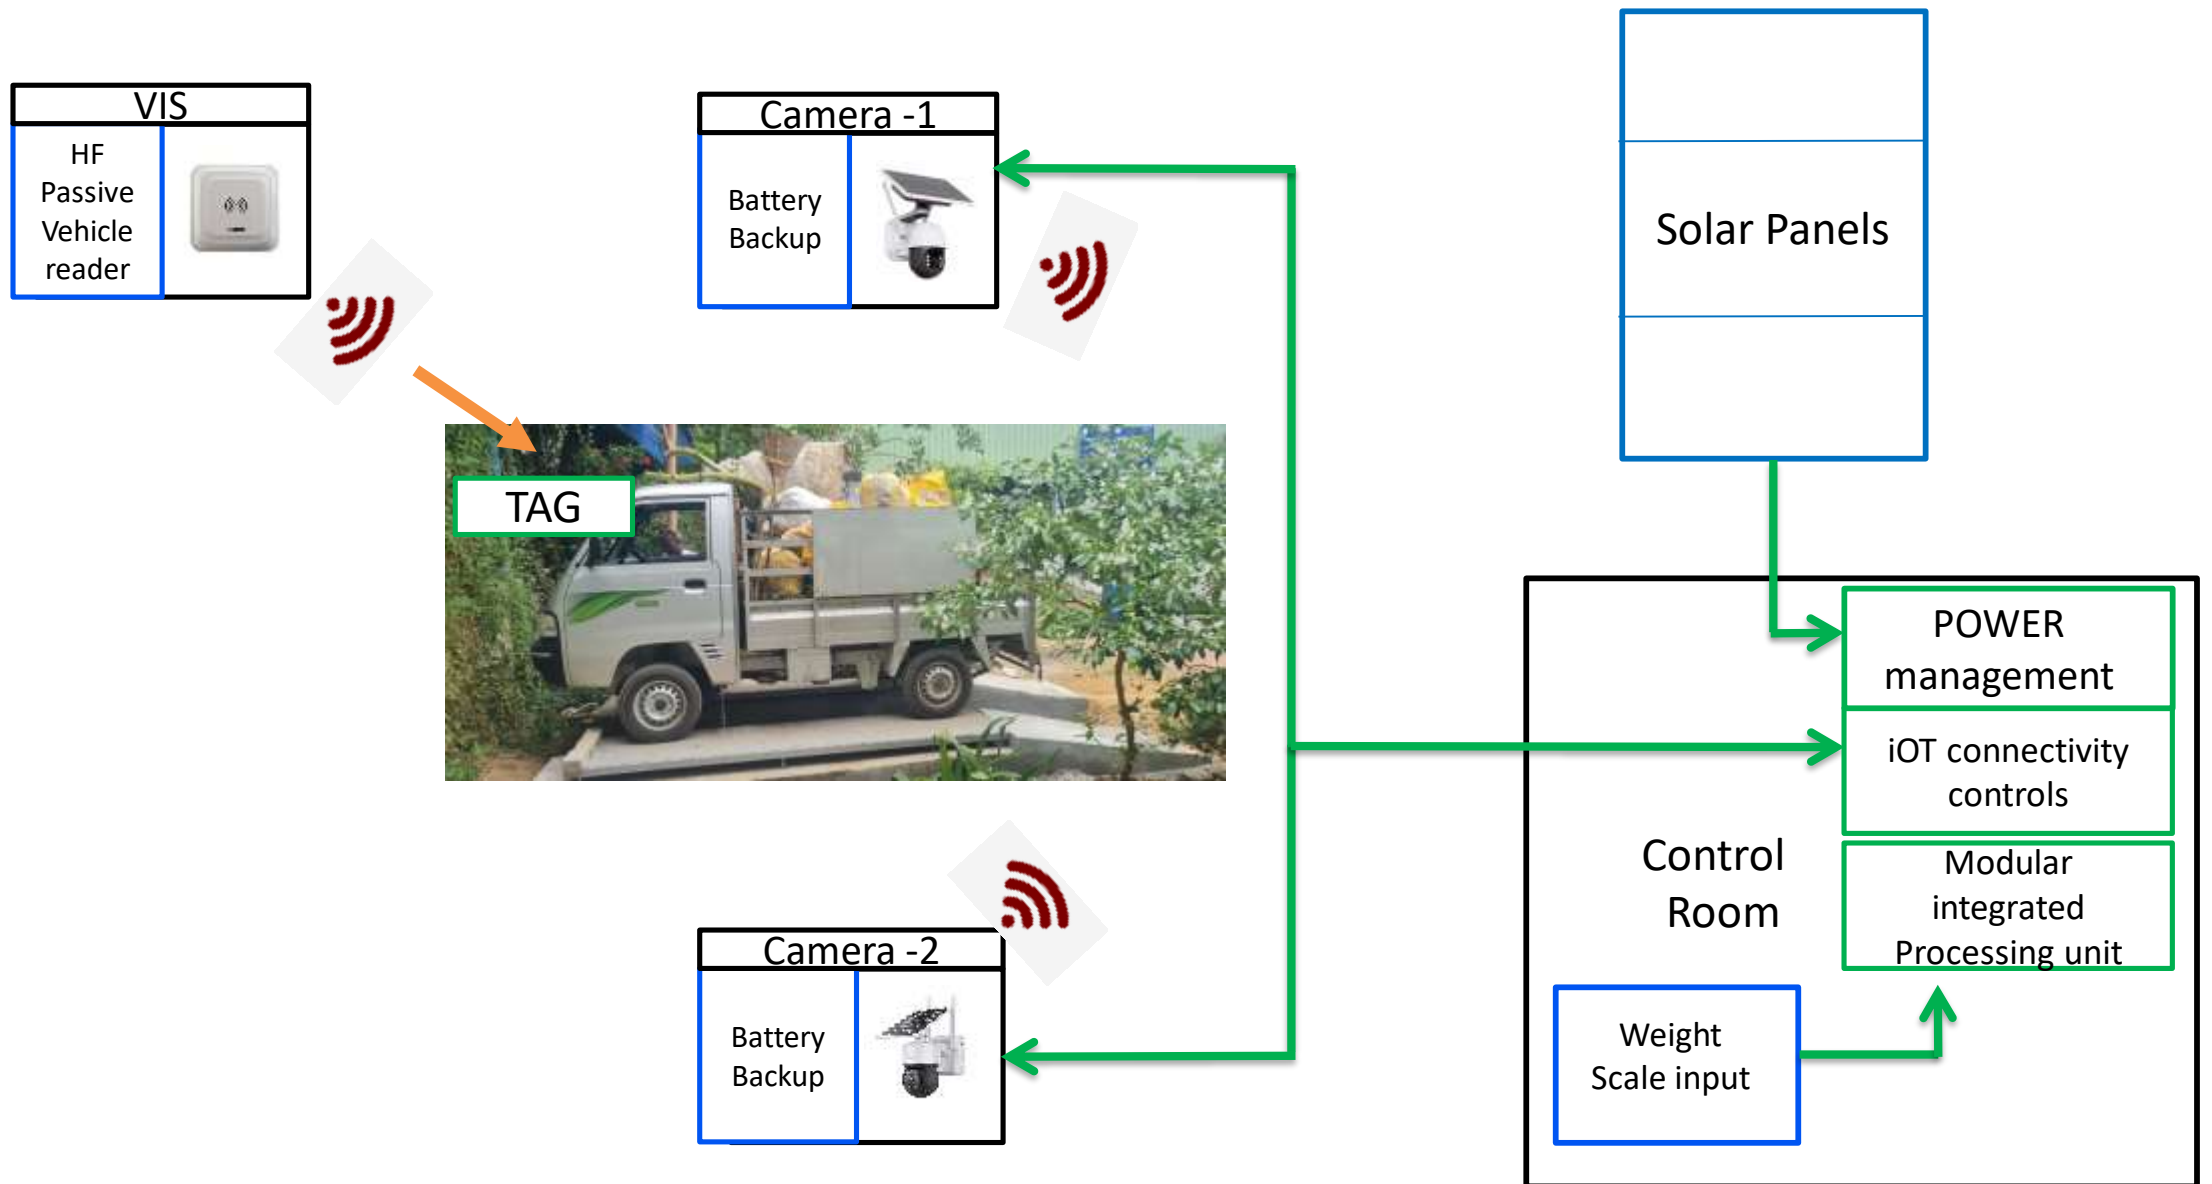 VIS
HF
Passive
Vehicle
reader
Camera -1
Battery
Backup
Solar Panels
TAG
POWER
management
iOT connectivity
controls
Control
Room
Modular
integrated
Processing unit
Camera -2
Battery
Backup
Weight
Scale input